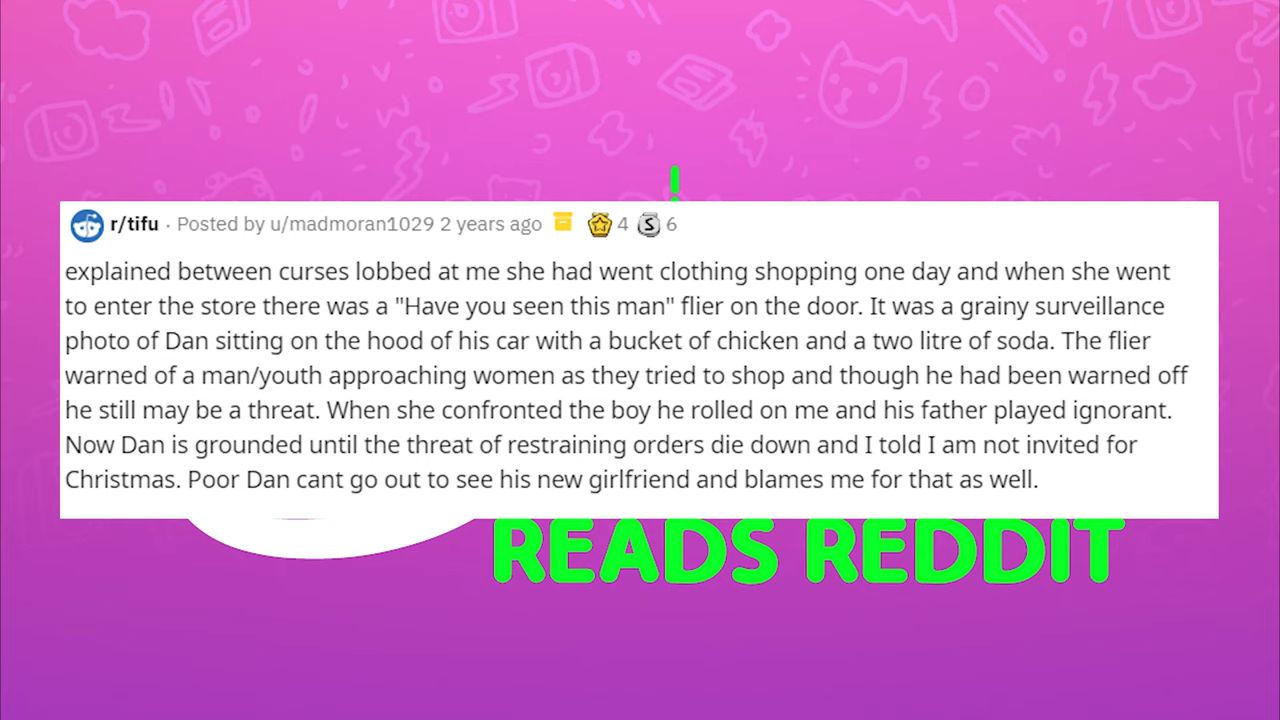 !
r/tifu · Posted by u/madmoran1029 2 years ago 4 S 6
explained between curses lobbed at me she had went clothing shopping one day and when she went
to enter the store there was a "Have you seen this man" flier on the door. It was a grainy surveillance
photo of Dan sitting on the hood of his car with a bucket of chicken and a two litre of soda. The flier
warned of a man/youth approaching women as they tried to shop and though he had been warned off
he still may be a threat. When she confronted the boy he rolled on me and his father played ignorant.
Now Dan is grounded until the threat of restraining orders die down and I told I am not invited for
Christmas. Poor Dan cant go out to see his new girlfriend and blames me for that as well.
READS REDDIT